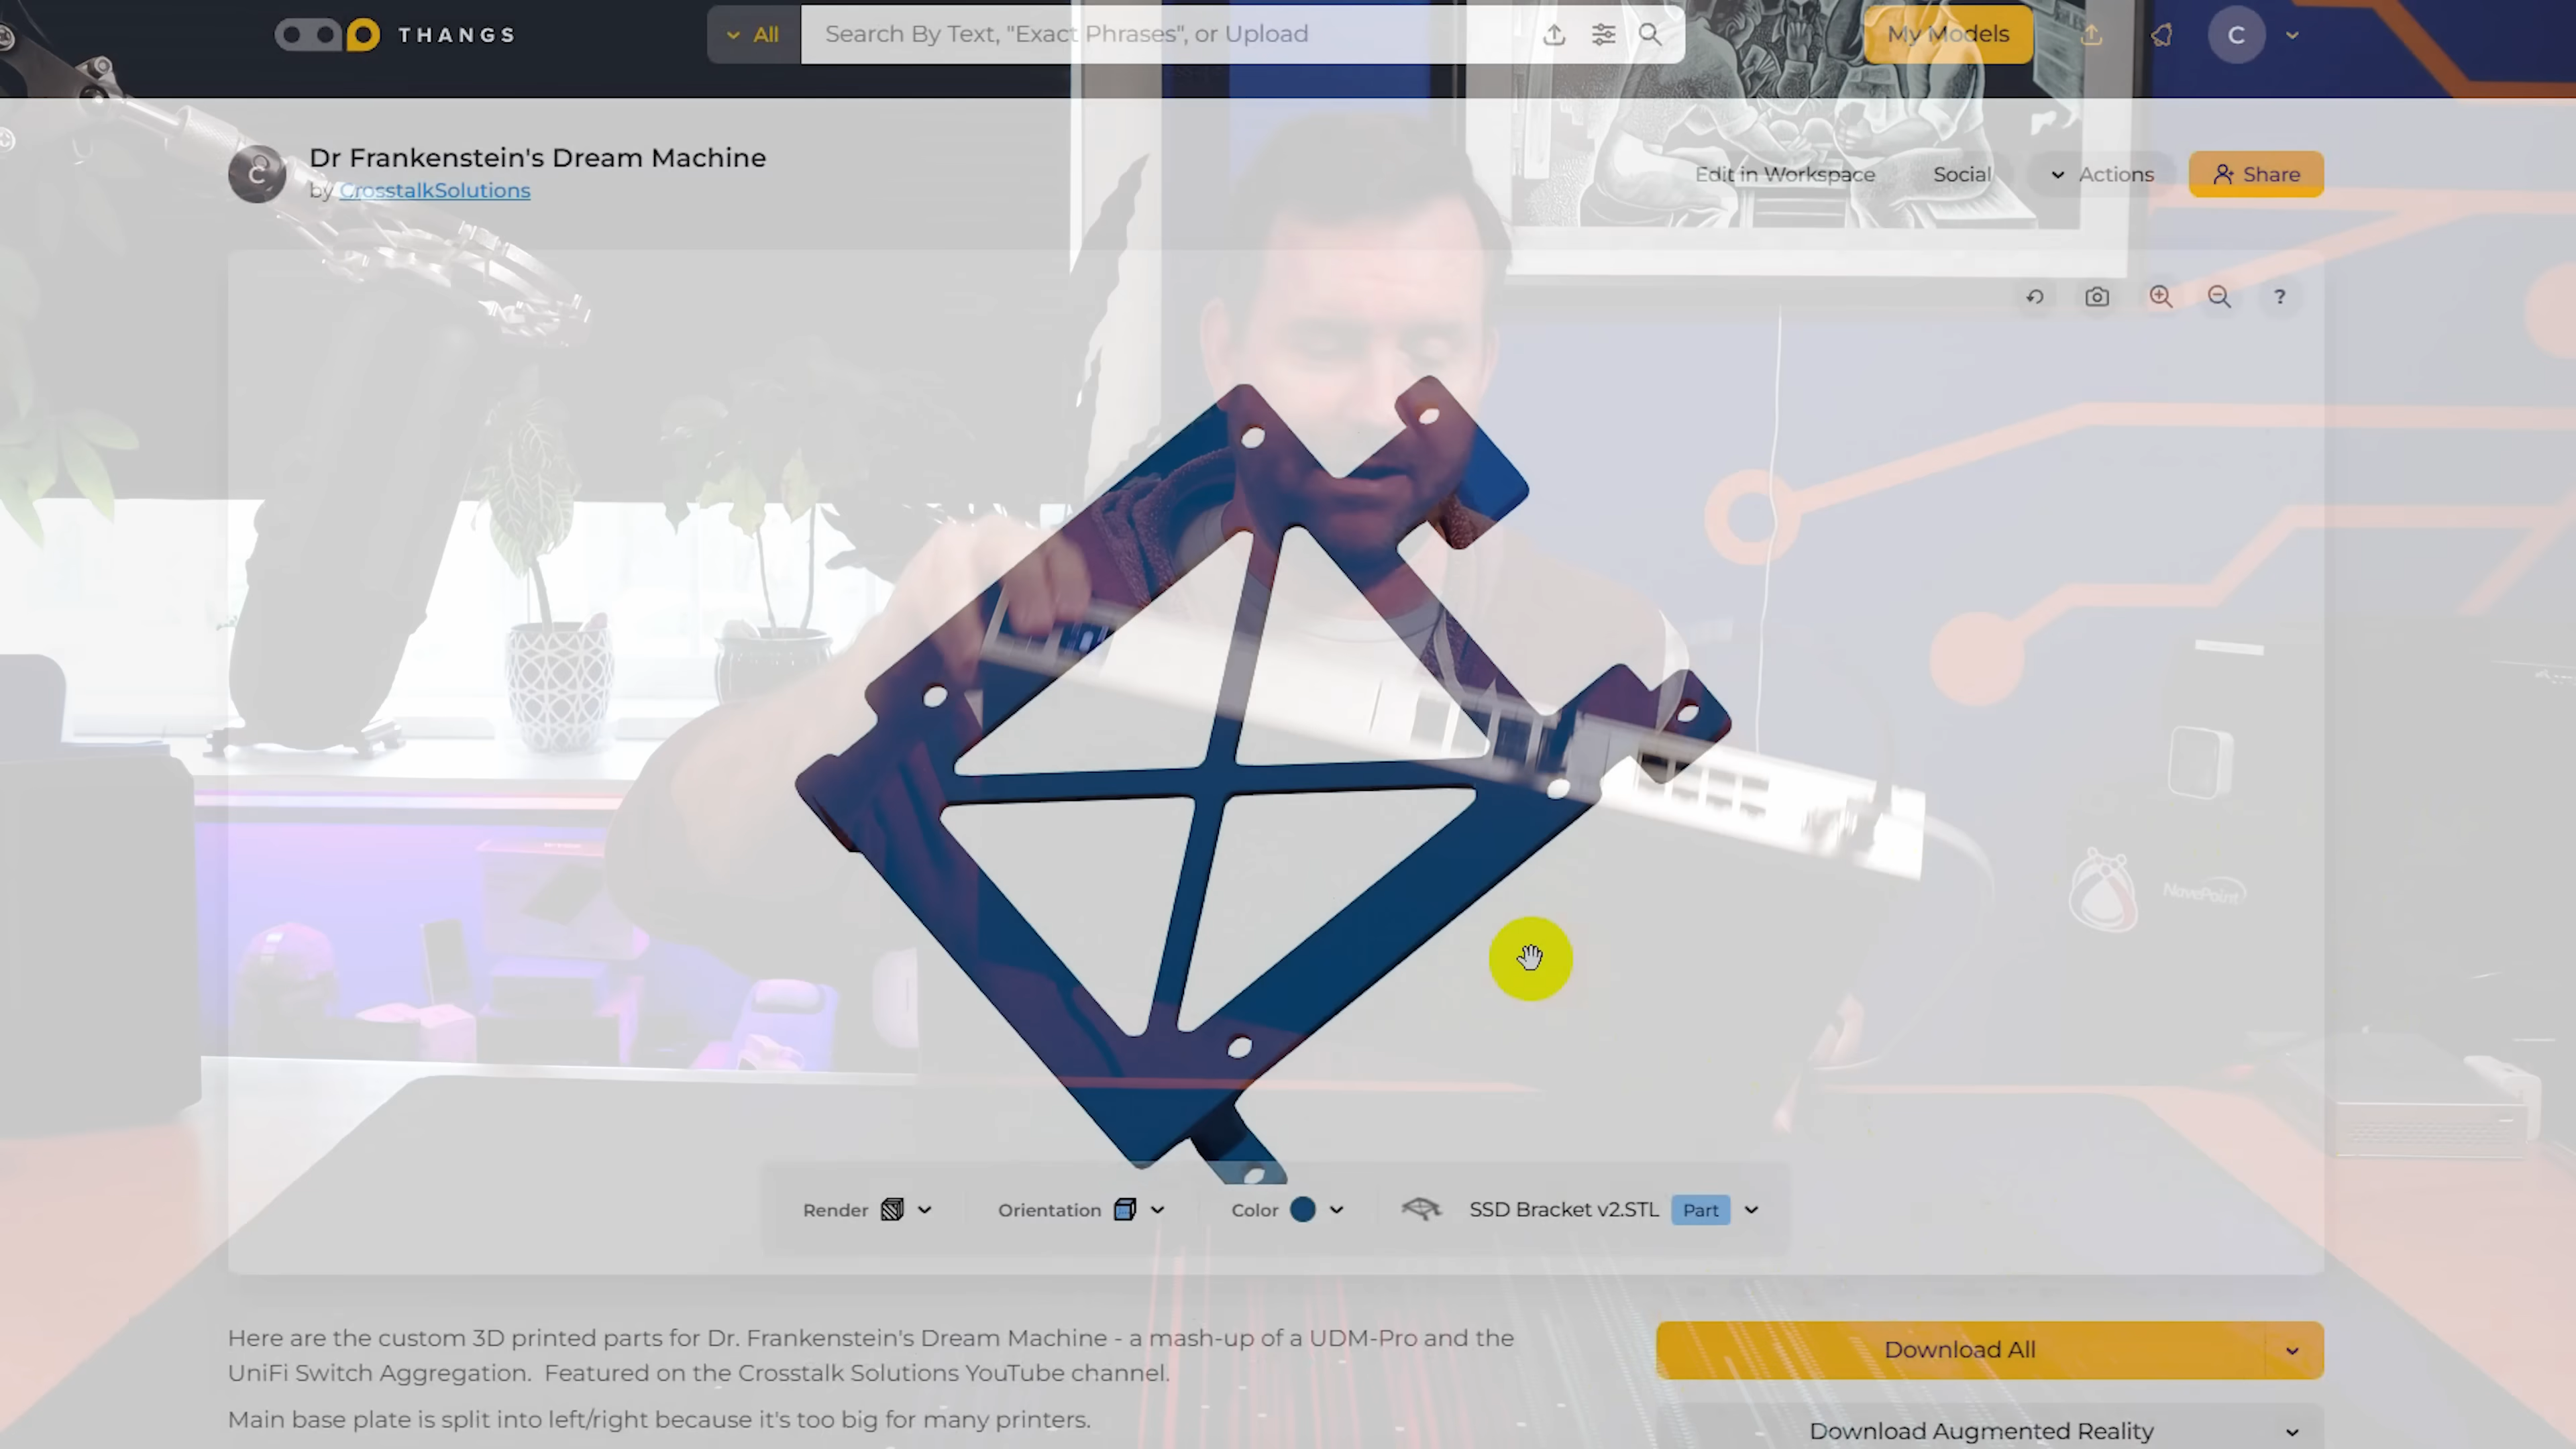 THANGS
All
Search By Text, "Exact Phrases", or Upload
My Models
C
C
Dr Frankenstein's Dream Machine
by CrosstalkSolutions
Edit in Workspace
Social
Actions
Share
?
NavePoint
Render
Orientation
Color
SSD Bracket v2.STL
Part
Here are the custom 3D printed parts for Dr. Frankenstein's Dream Machine - a mash-up of a UDM-Pro and the
UniFi Switch Aggregation. Featured on the Crosstalk Solutions YouTube channel.
Main base plate is split into left/right because it's too big for many printers.
Download All
Download Augmented Reality